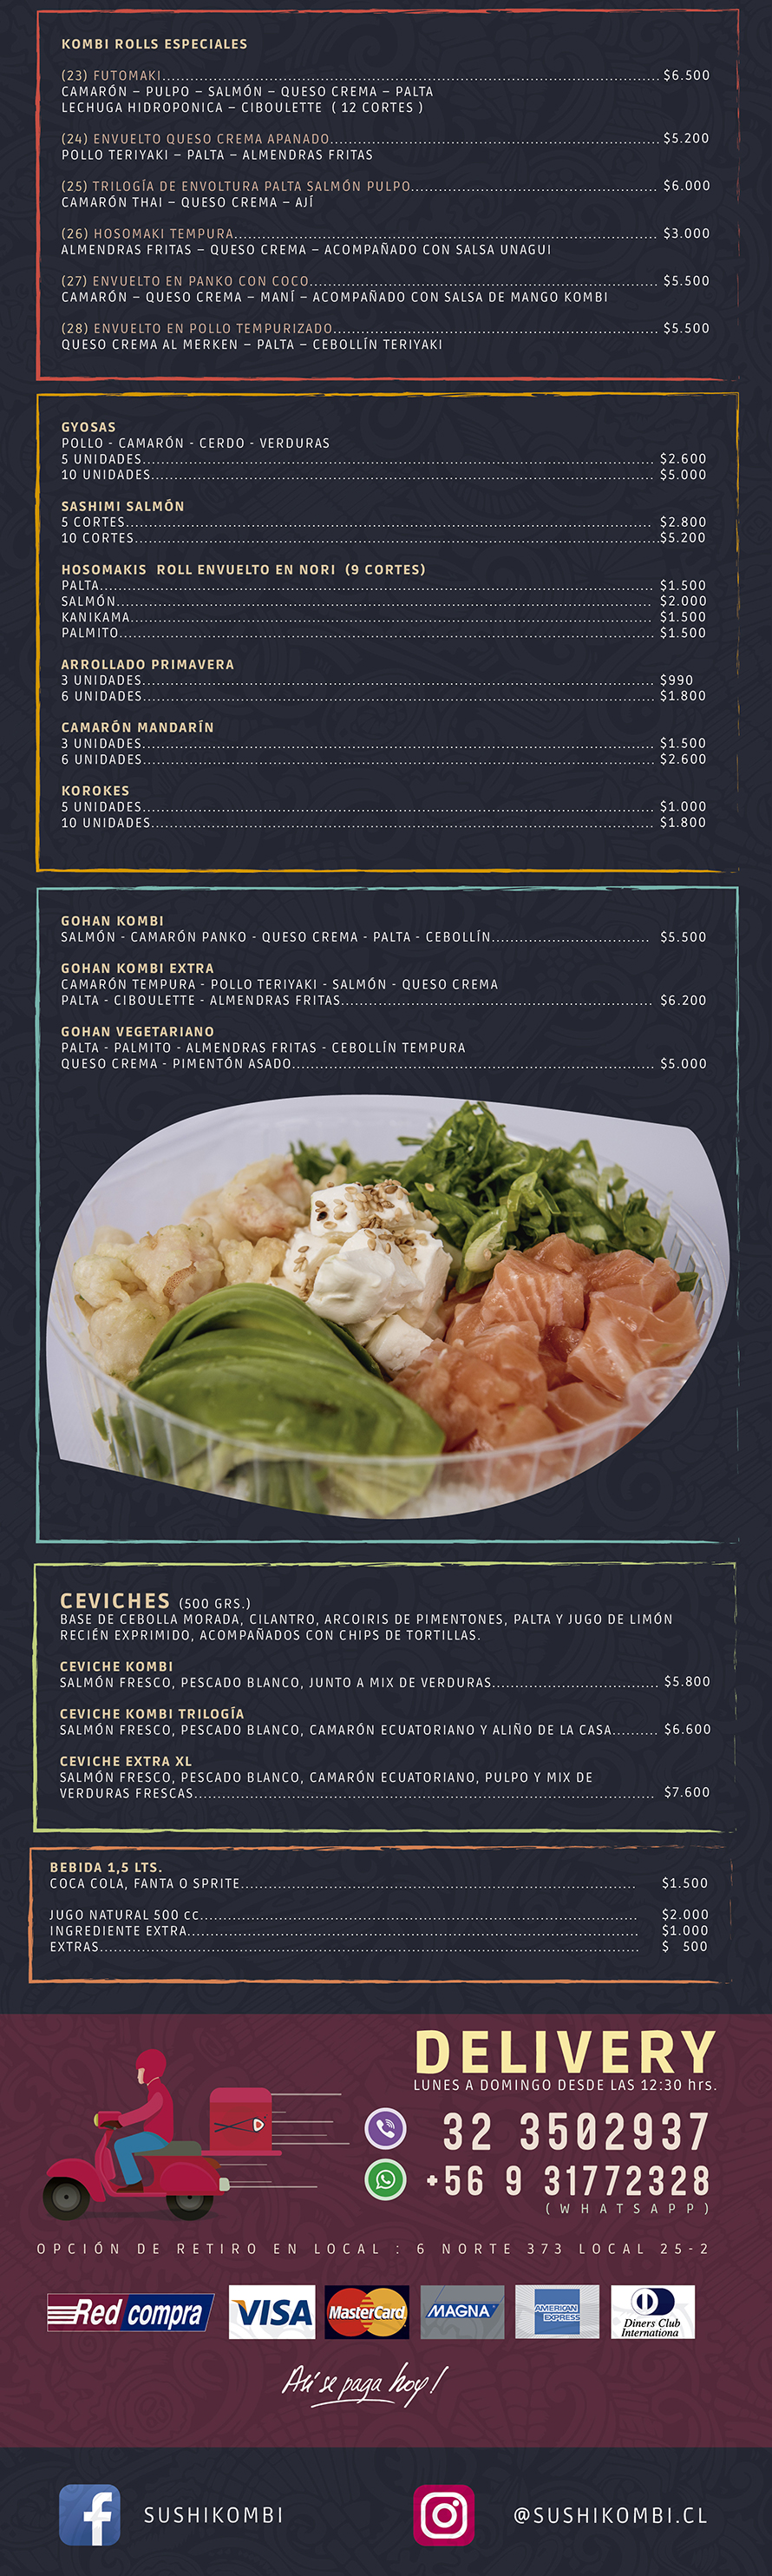 KOMBI ROLLS ESPECIALES
(23) FUTOMAKI $6.500
CAMARÓN – PULPO – SALMÓN – QUESO CREMA – PALTA
LECHUGA HIDROPONICA – CIBOULETTE ( 12 CORTES )
(24) ENVUELTO QUESO CREMA APANADO $5.200
POLLO TERIYAKI – PALTA – ALMENDRAS FRITAS
(25) TRILOGÍA DE ENVOLTURA PALTA SALMÓN PULPO $6.000
CAMARÓN THAI – QUESO CREMA – AJÍ
(26) HOSOMAKI TEMPURA $3.000
ALMENDRAS FRITAS – QUESO CREMA – ACOMPAÑADO CON SALSA UNAGUI
(27) ENVUELTO EN PANKO CON COCO $5.500
CAMARÓN – QUESO CREMA – MANÍ – ACOMPAÑADO CON SALSA DE MANGO KOMBI
(28) ENVUELTO EN POLLO TEMPURIZADO $5.500
QUESO CREMA AL MERKEN – PALTA – CEBOLLÍN TERIYAKI
GYOSAS
POLLO - CAMARÓN - CERDO - VERDURAS
5 UNIDADES $2.600
10 UNIDADES $5.000
SASHIMI SALMÓN
5 CORTES $2.800
10 CORTES $5.200
HOSOMAKIS ROLL ENVUELTO EN NORI (9 CORTES)
PALTA $1.500
SALMÓN $2.000
KANIKAMA $1.500
PALMITO $1.500
ARROLLADO PRIMAVERA
3 UNIDADES $990
6 UNIDADES $1.800
CAMARÓN MANDARÍN
3 UNIDADES $1.500
6 UNIDADES $2.600
KOROKES
5 UNIDADES $1.000
10 UNIDADES $1.800
GOHAN KOMBI
SALMÓN - CAMARÓN PANKO - QUESO CREMA - PALTA - CEBOLLÍN $5.500
GOHAN KOMBI EXTRA
CAMARÓN TEMPURA - POLLO TERIYAKI - SALMÓN - QUESO CREMA
PALTA - CIBOULETTE - ALMENDRAS FRITAS $6.200
GOHAN VEGETARIANO
PALTA - PALMITO - ALMENDRAS FRITAS - CEBOLLÍN TEMPURA
QUESO CREMA - PIMENTÓN ASADO $5.000
CEVICHES (500 GRS.)
BASE DE CEBOLLA MORADA, CILANTRO, ARCOIRIS DE PIMENTONES, PALTA Y JUGO DE LIMÓN
RECIÉN EXPRIMIDO, ACOMPAÑADOS CON CHIPS DE TORTILLAS.
CEVICHE KOMBI
SALMÓN FRESCO, PESCADO BLANCO, JUNTO A MIX DE VERDURAS $5.800
CEVICHE KOMBI TRILOGÍA
SALMÓN FRESCO, PESCADO BLANCO, CAMARÓN ECUATORIANO Y ALIÑO DE LA CASA $6.600
CEVICHE EXTRA XL
SALMÓN FRESCO, PESCADO BLANCO, CAMARÓN ECUATORIANO, PULPO Y MIX DE
VERDURAS FRESCAS $7.600
BEBIDA 1,5 LTS.
COCA COLA, FANTA O SPRITE $1.500
JUGO NATURAL 500 cc $2.000
INGREDIENTE EXTRA $1.000
EXTRAS $ 500
DELIVERY
LUNES A DOMINGO DESDE LAS 12:30 hrs.
32 3502937
+56 9 31772328
(WHATSAPP)
OPCIÓN DE RETIRO EN LOCAL : 6 NORTE 373 LOCAL 25-2
Red compra VISA MasterCard MAGNA AMERICAN EXPRESS Diners Club Internationa
Así se paga hoy!
SUSHIKOMBI @SUSHIKOMBI.CL